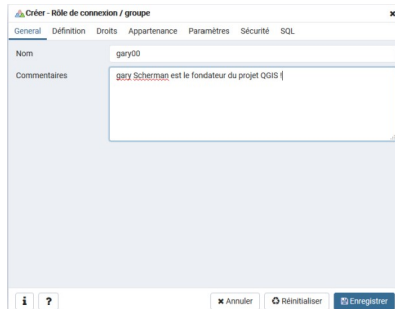 Créer - Rôle de connexion / groupe
General Définition Droits Appartenance Paramètres Sécurité SQL
Nom gary00
Commentaires gary Scherman est le fondateur du projet QGIS !
i ? Annuler Réinitialiser Enregistrer